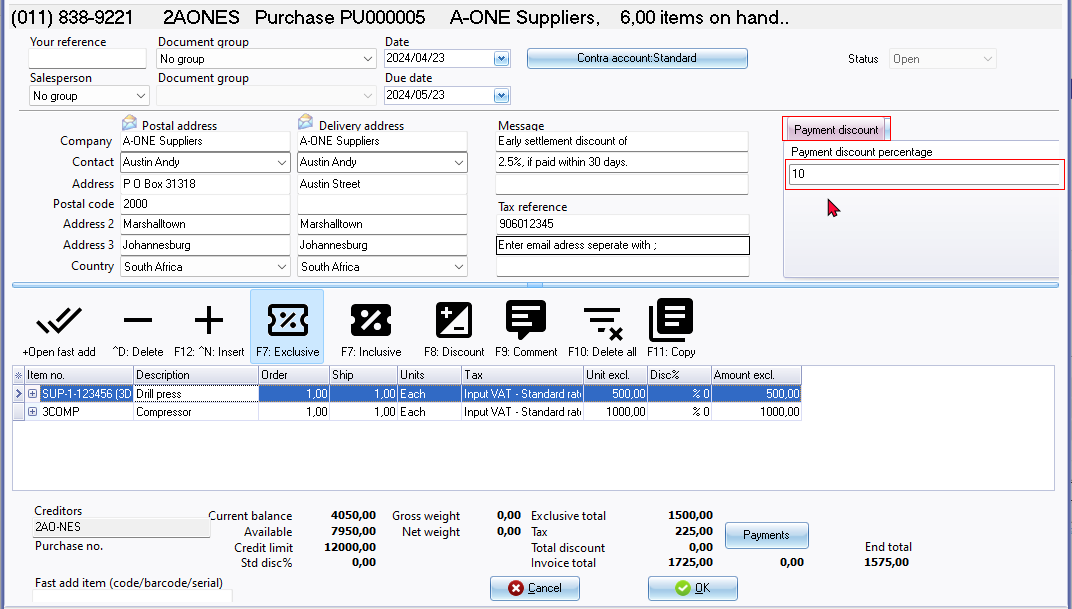 (011) 838-9221 2AONES Purchase PU000005 A-ONE Suppliers, 6,00 items on hand..
Your reference Document group Date
No group 2024/04/23 Contra account:Standard Status Open
Salesperson Document group Due date
No group 2024/05/23
Postal address Delivery address Message Payment discount
Company A-ONE Suppliers A-ONE Suppliers Early settlement discount of
Payment discount percentage
Contact Austin Andy Austin Andy 2.5%, if paid within 30 days.
10
Address P O Box 31318 Austin Street
Postal code 2000 Tax reference
Address 2 Marshalltown Marshalltown 906012345
Address 3 Johannesburg Johannesburg Enter email adress seperate with ;
Country South Africa South Africa
+Open fast add ^D: Delete F12: ^N: Insert F7: Exclusive F7: Inclusive F8: Discount F9: Comment F10: Delete all F11: Copy
Item no. Description Order Ship Units Tax Unit excl. Disc% Amount excl.
SUP-1-123456 (3D Drill press 1,00 1,00 Each Input VAT - Standard rat 500,00 % 0 500,00
3COMP Compressor 1,00 1,00 Each Input VAT - Standard rat 1000,00 % 0 1000,00
Creditors
2AO-NES
Purchase no.
Current balance 4050,00 Gross weight 0,00 Exclusive total 1500,00
Available 7950,00 Net weight 0,00 Tax 225,00 Payments
Credit limit 12000,00 Total discount 0,00 End total
Std disc% 0,00 Invoice total 1725,00 0,00 1575,00
Fast add item (code/barcode/serial)
Cancel OK